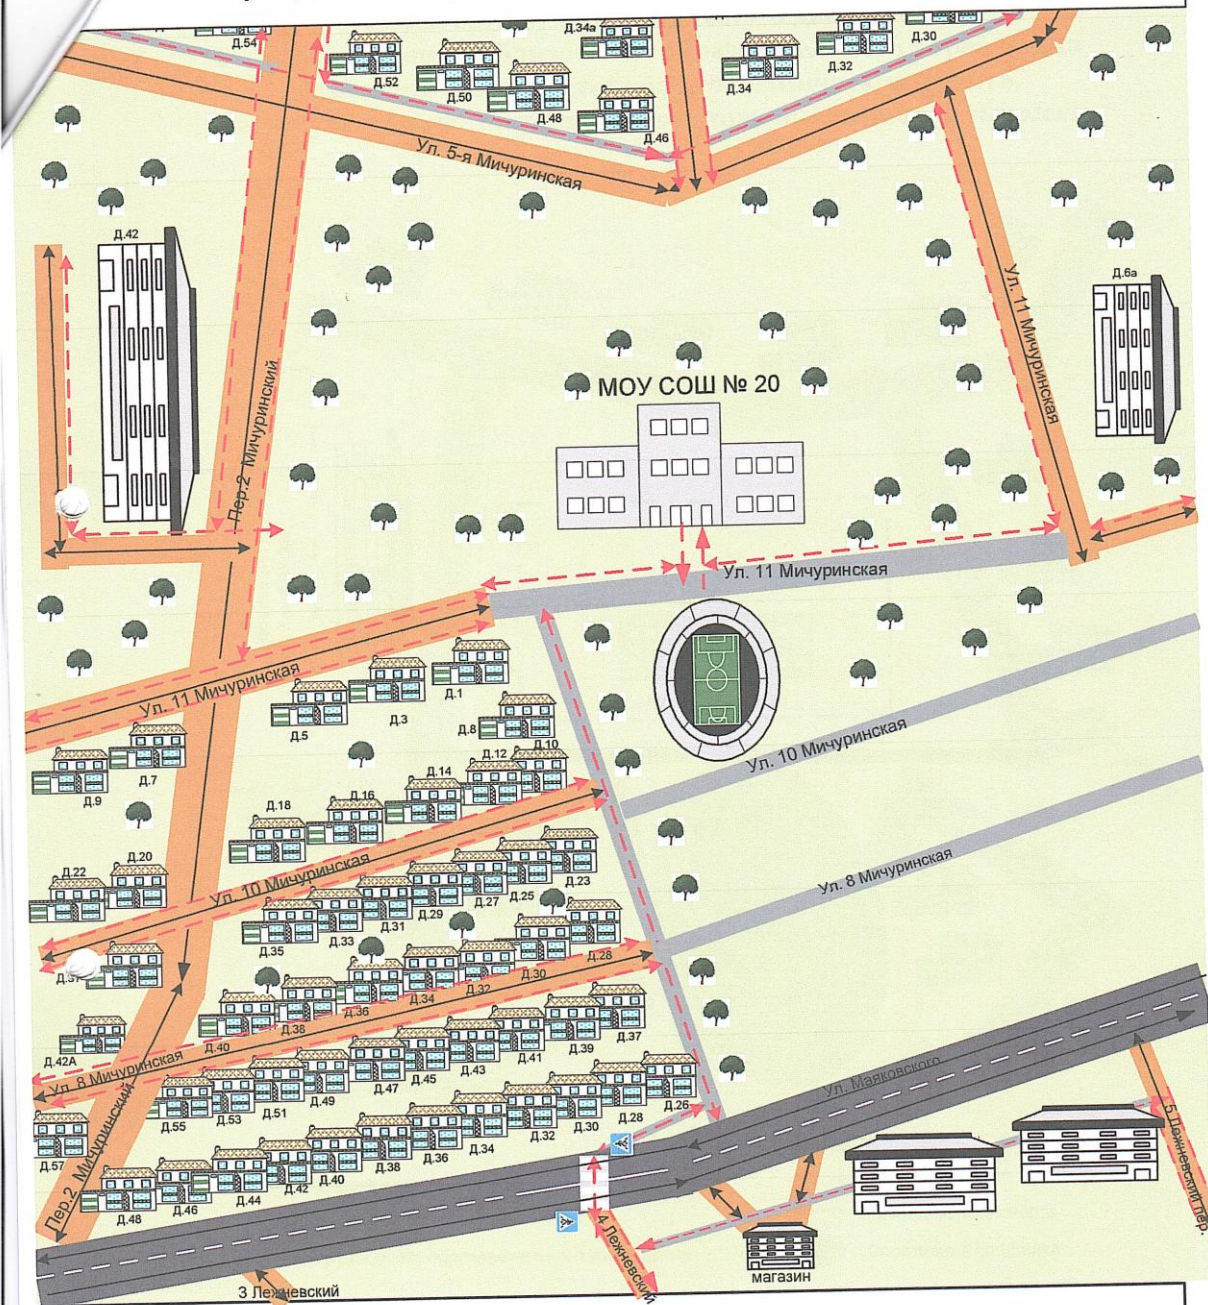 Д.54
Д.52
Д.50
Д.48
Д.34а
Д.46
Д.34
Д.32
Д.30
Ул. 5-я Мичуринская
Д.42
Пер.2 Мичуринский
Ул. 11 Мичуринская
Д.6а
МОУ СОШ № 20
Ул. 11 Мичуринская
Ул. 11 Мичуринская
Д.1
Д.3
Д.5
Д.7
Д.9
Д.8
Д.10
Д.12
Д.14
Д.16
Д.18
Д.20
Д.22
Ул. 10 Мичуринская
Ул. 10 Мичуринская
Ул. 8 Мичуринская
Д.23
Д.25
Д.27
Д.29
Д.31
Д.33
Д.35
Д.28
Д.30
Д.32
Д.34
Д.36
Д.38
Д.40
Д.42А
Ул. 8 Мичуринская
Д.37
Д.39
Д.41
Д.43
Д.45
Д.47
Д.49
Д.51
Д.53
Д.55
Д.57
Пер.2 Мичуринский
Д.26
Д.28
Д.30
Д.32
Д.34
Д.36
Д.38
Д.40
Д.42
Д.44
Д.46
Д.48
Ул. Маяковского
5 Лежневский пер.
4 Лежневский
магазин
3 Лежневский